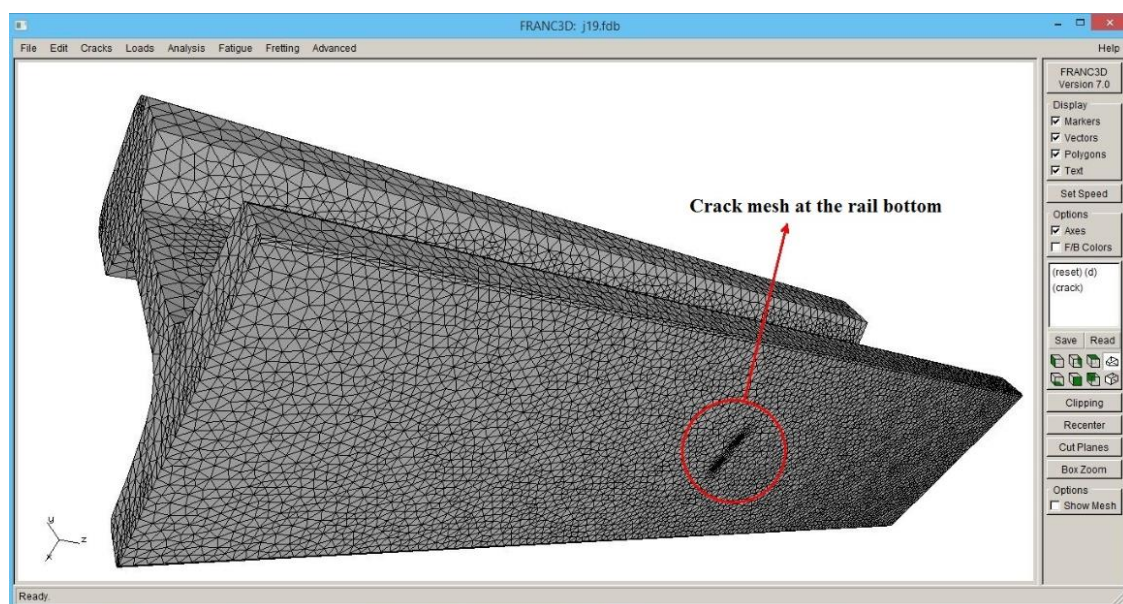 FRANC3D: j19.fdb
File Edit Cracks Loads Analysis Fatigue Fretting Advanced Help
FRANC3D
Version 7.0
Display
Markers
Vectors
Polygons
Text
Set Speed
Options
Axes
F/B Colors
(reset) (d)
(crack)
Save Read
Clipping
Recenter
Cut Planes
Box Zoom
Options
Show Mesh
Crack mesh at the rail bottom
y
z
x
Ready.